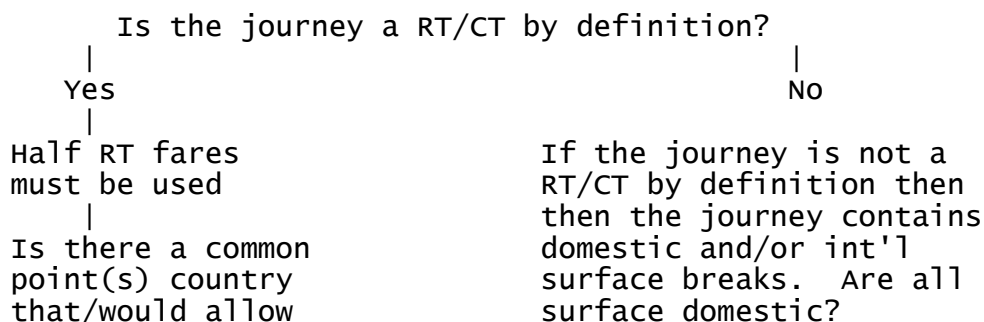 Is the journey a RT/CT by definition?
Yes
No
Half RT fares
must be used
Is there a common
point(s) country
that/would allow
If the journey is not a
RT/CT by definition then
then the journey contains
domestic and/or int'l
surface breaks.  Are all
surface domestic?